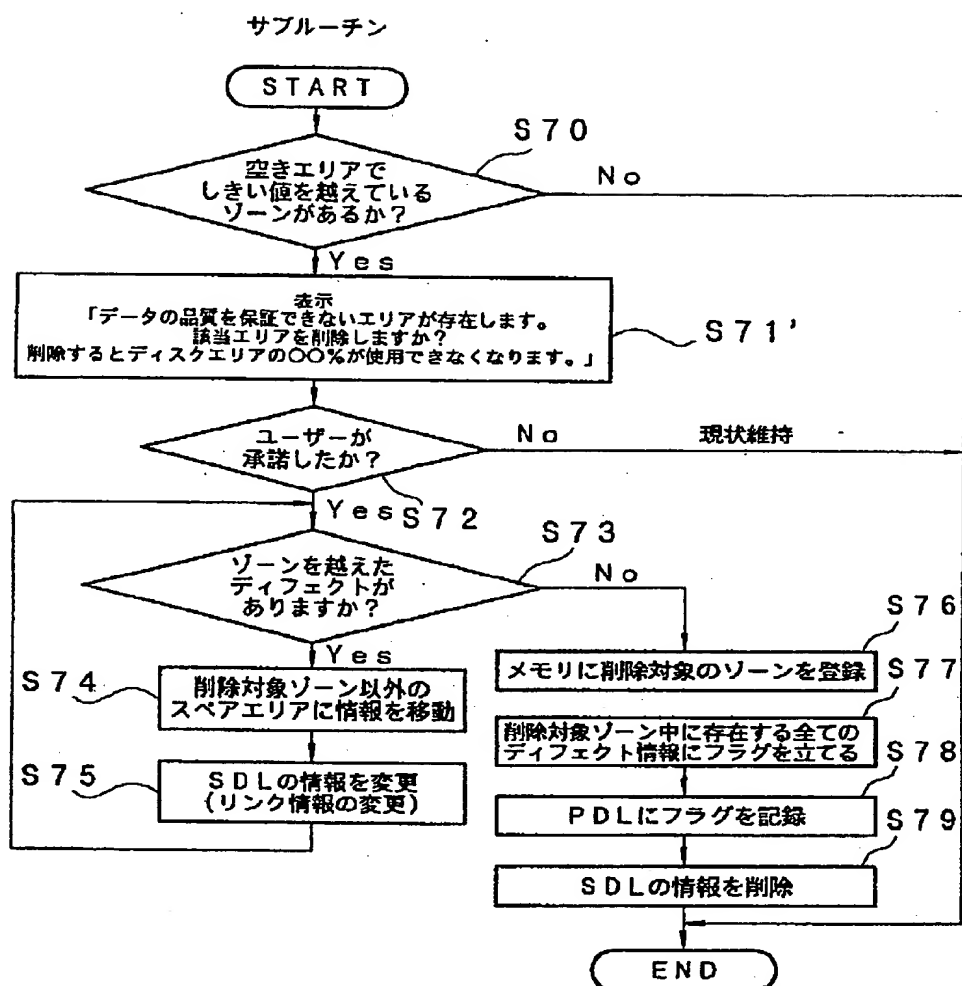 サブルーチン
START
S70
空きエリアで
しきい値を越えている
ゾーンがあるか？
No
Yes
表示
「データの品質を保証できないエリアが存在します。
該当エリアを削除しますか？
削除するとディスクエリアの〇〇％が使用できなくなります。」
S71'
ユーザーが
承諾したか？
No
現状維持
Yes
S72
S73
ゾーンを越えた
ディフェクトが
ありますか？
No
Yes
S74
削除対象ゾーン以外の
スペアエリアに情報を移動
S75
SDLの情報を変更
(リンク情報の変更)
S76
メモリに削除対象のゾーンを登録
S77
削除対象ゾーン中に存在する全ての
ディフェクト情報にフラグを立てる
S78
PDLにフラグを記録
S79
SDLの情報を削除
END